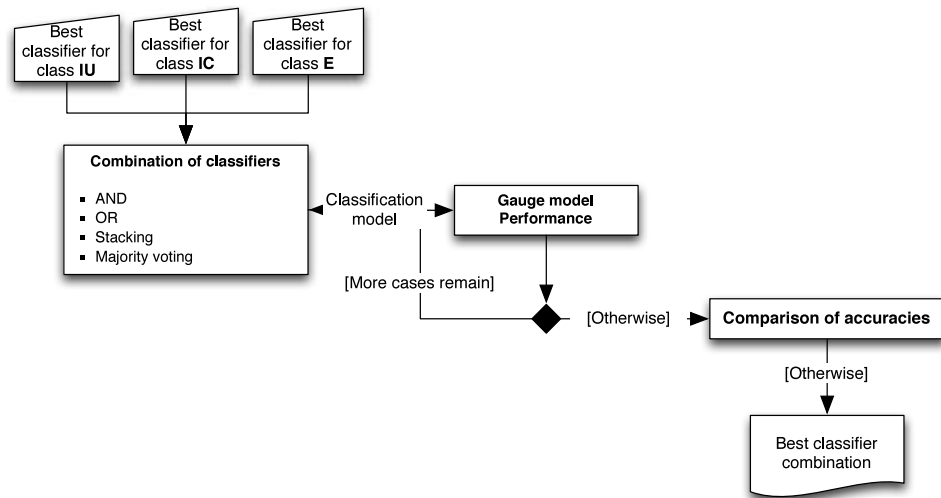 Best
classifier for
class IU
Best
classifier for
class IC
Best
classifier for
class E
Combination of classifiers
▪ AND
▪ OR
▪ Stacking
▪ Majority voting
Classification
model
Gauge model
Performance
[More cases remain]
[Otherwise]
Comparison of accuracies
[Otherwise]
Best classifier
combination